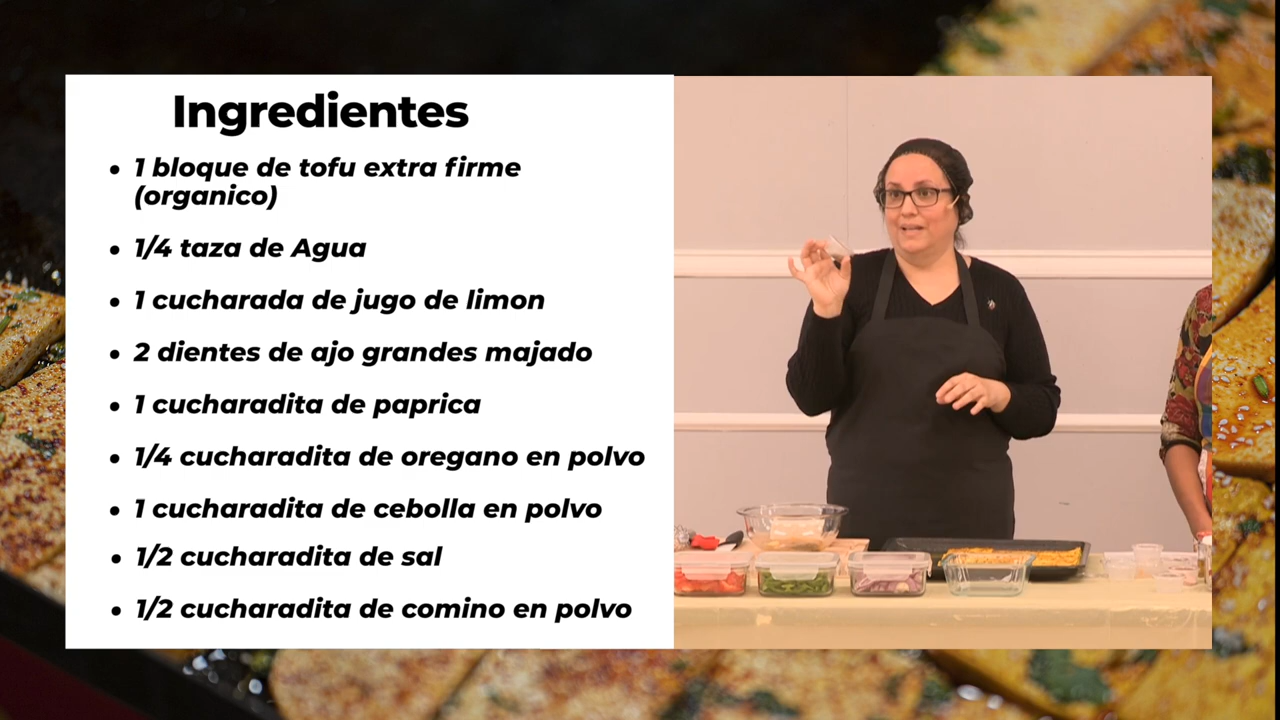 Ingredientes
• 1 bloque de tofu extra firme
(organico)
• 1/4 taza de Agua
• 1 cucharada de jugo de limon
• 2 dientes de ajo grandes majado
• 1 cucharadita de paprica
• 1/4 cucharadita de oregano en polvo
• 1 cucharadita de cebolla en polvo
• 1/2 cucharadita de sal
• 1/2 cucharadita de comino en polvo